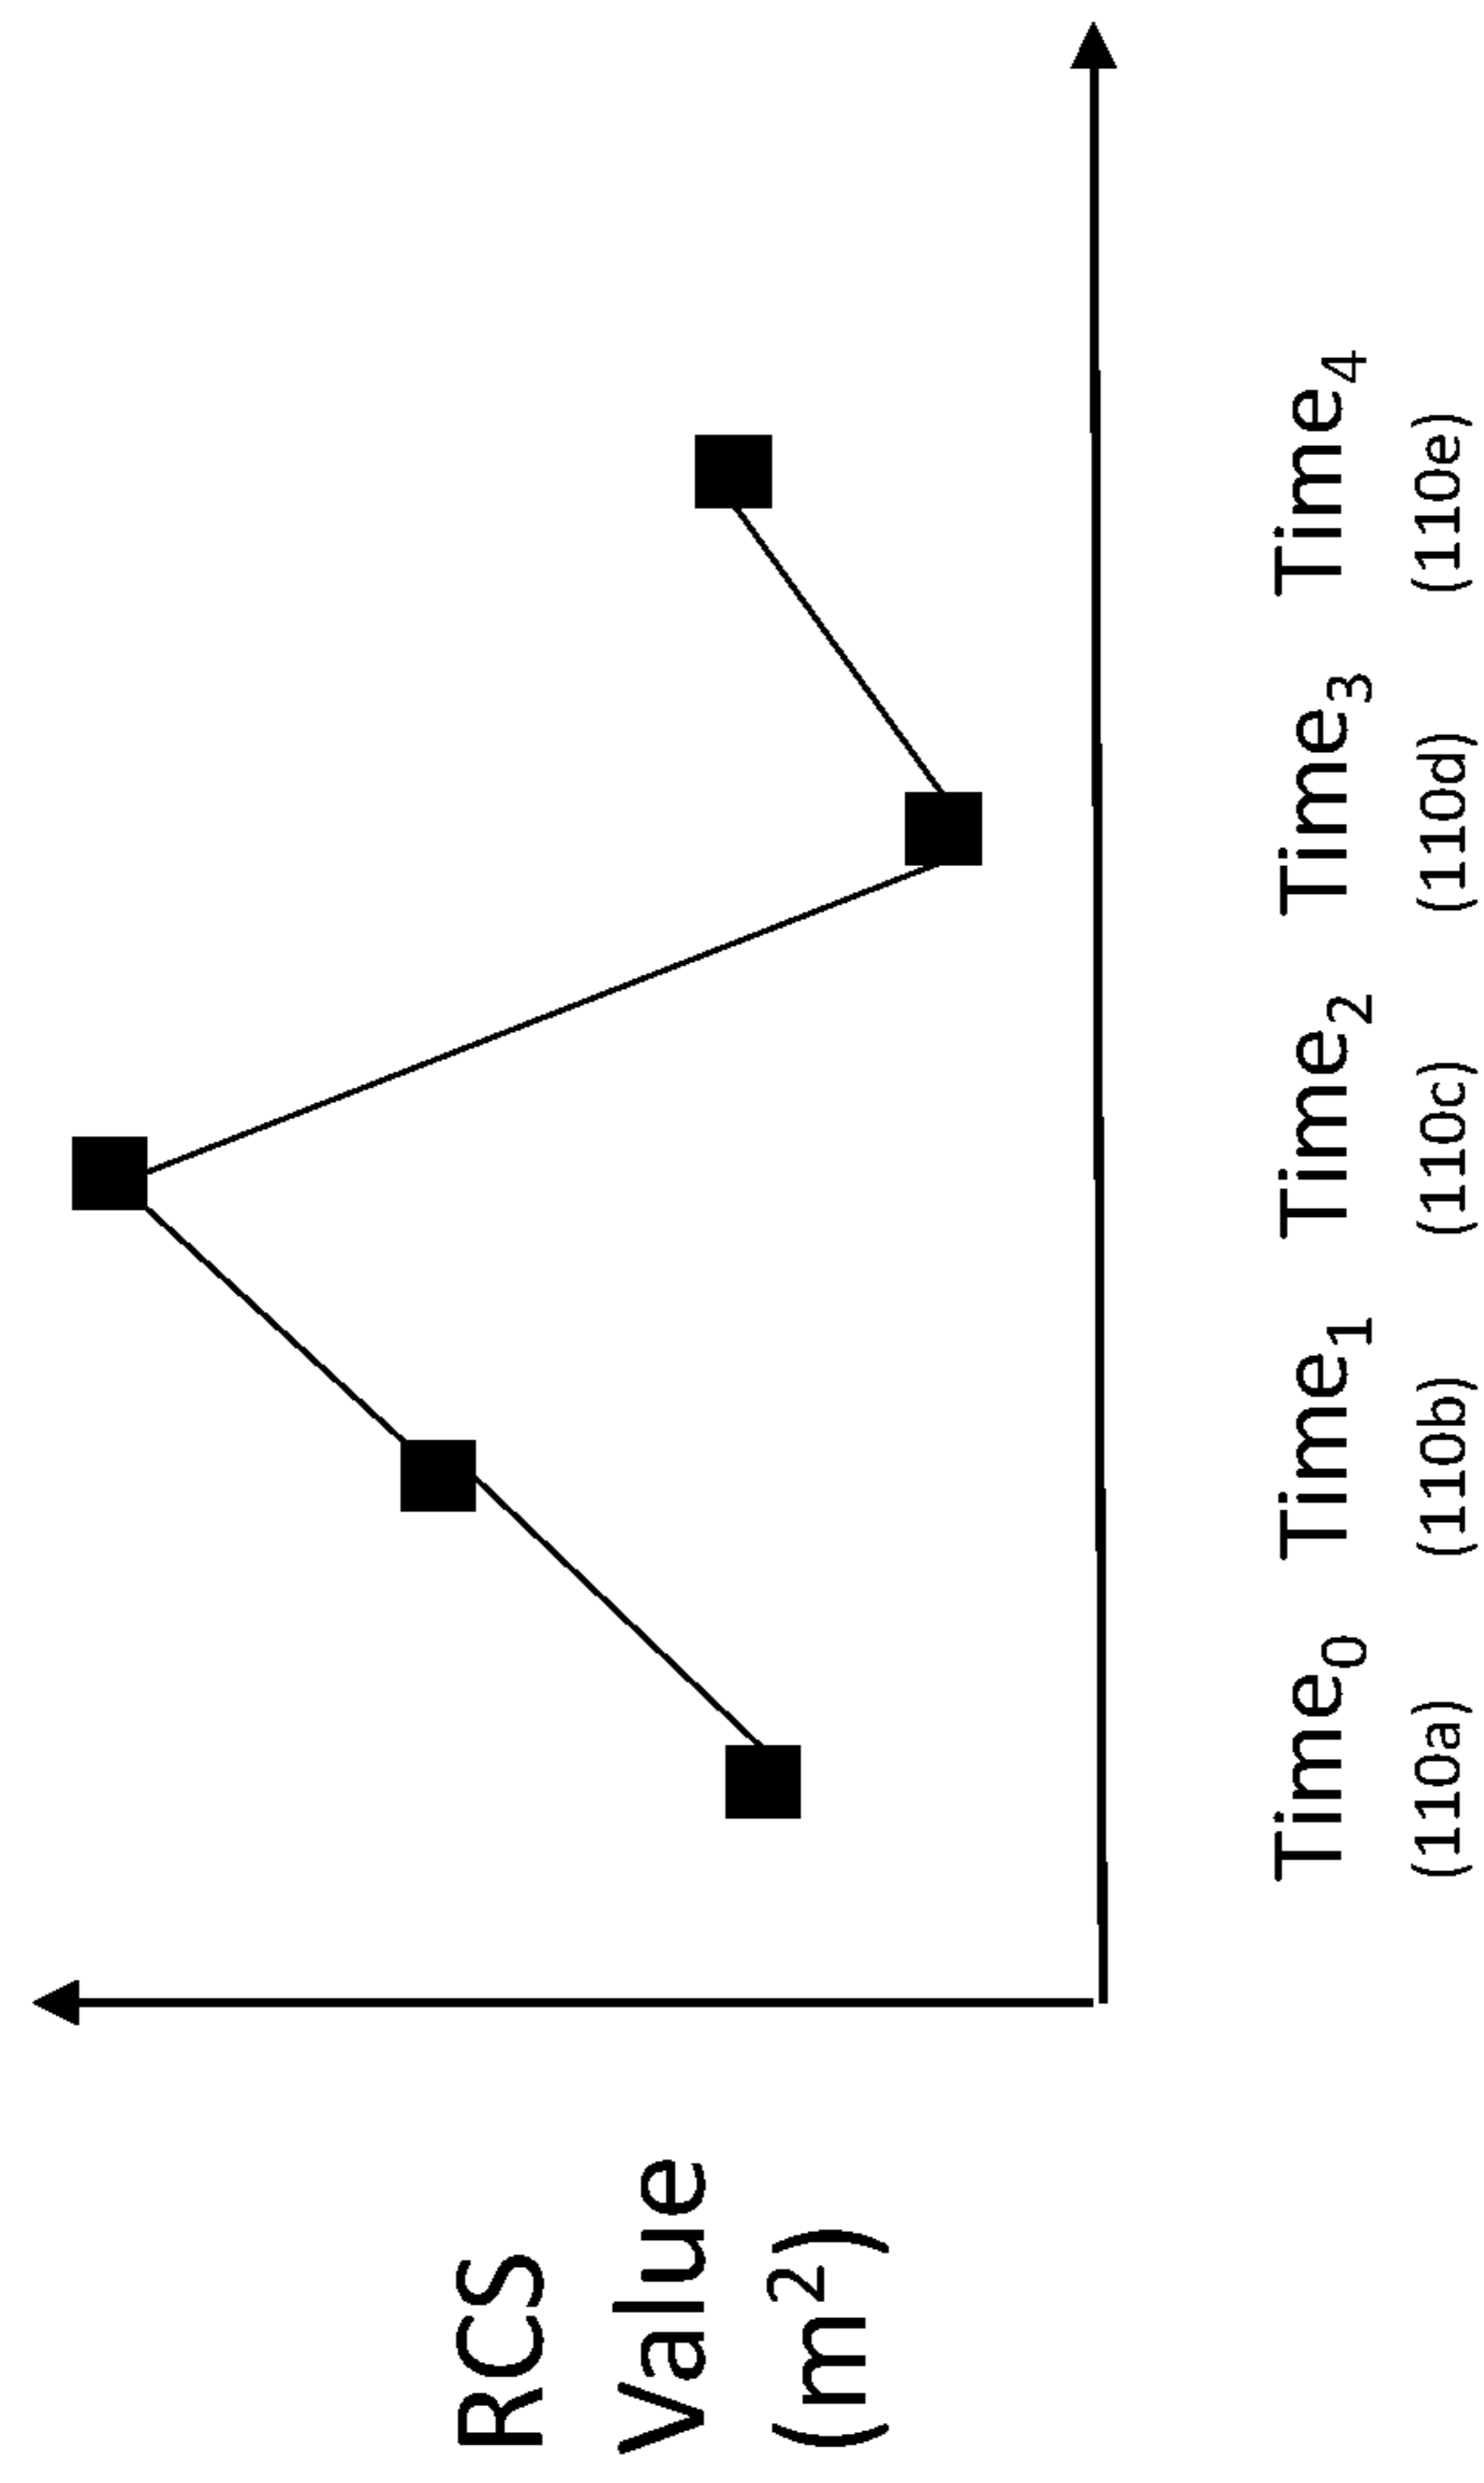 RCS
Value
(m²)
Time₀ Time₁ Time₂ Time₃ Time₄
(110a) (110b) (110c) (110d) (110e)